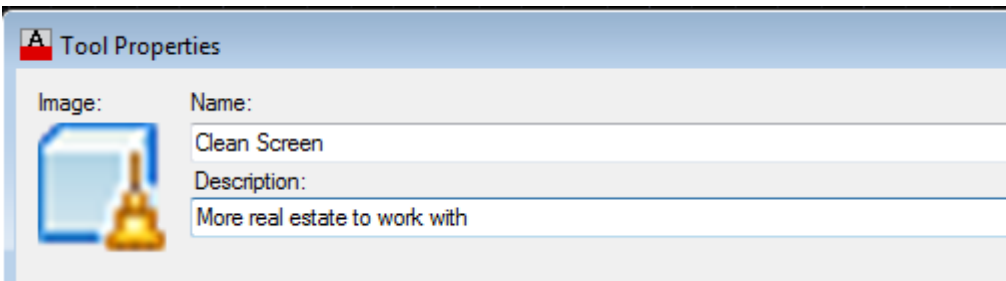 A Tool Properties
Image: Name:
Clean Screen
Description:
More real estate to work with